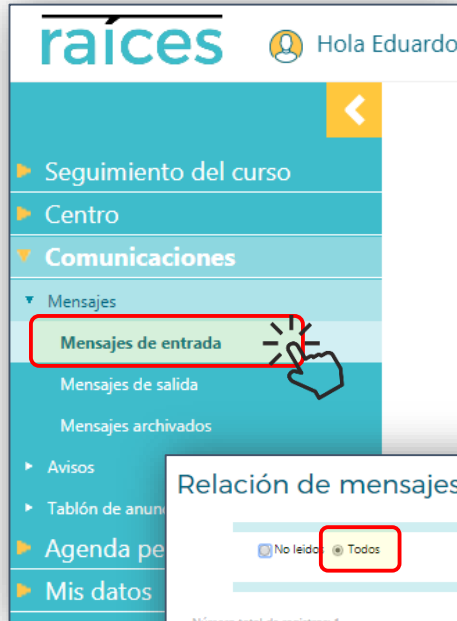 raíces
Hola Eduardo
Seguimiento del curso
Centro
Comunicaciones
Mensajes
Mensajes de entrada
Mensajes de salida
Mensajes archivados
Avisos
Tablón de anun
Agenda pe
Mis datos
Relación de mensajes
No leidos Todos